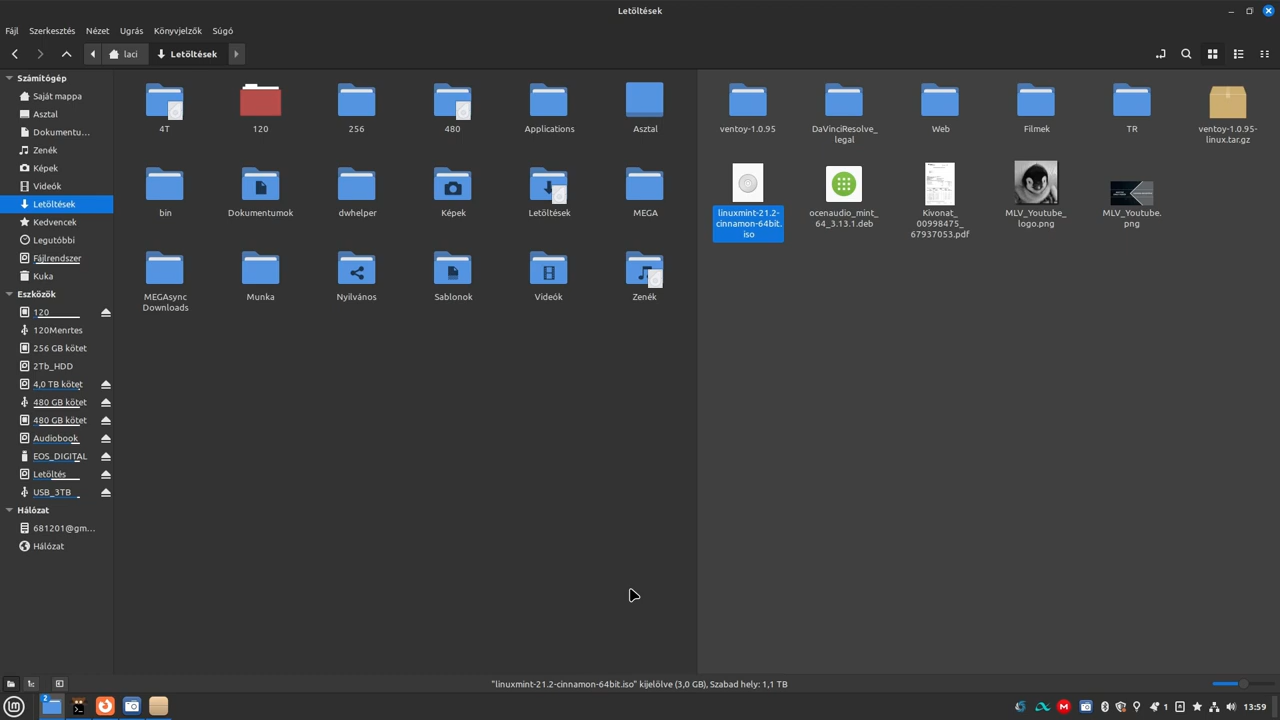 Letöltések
Fájl Szerkesztés Nézet Ugrás Könyvjelzők Súgó
laci Letöltések
Számítógép
Saját mappa
Asztal
Dokumentu...
Zenék
Képek
Videók
Letöltések
Kedvencek
Legutóbbi
Fájlrendszer
Kuka
Eszközök
120
120Menrtes
256 GB kötet
2Tb_HDD
4,0 TB kötet
480 GB kötet
480 GB kötet
Audiobook
EOS_DIGITAL
Letöltés
USB_3TB
Hálózat
681201@gm...
Hálózat
4T 120 256 480 Applications Asztal
bin Dokumentumok dwhelper Képek Letöltések MEGA
MEGAsync
Downloads
Munka Nyilvános Sablonok Videók Zenék
ventoy-1.0.95
DaVinciResolve_
legal
Web Filmek TR
ventoy-1.0.95-
linux.tar.gz
linuxmint-21.2-
cinnamon-64bit.
iso
ocenaudio_mint_
64_3.13.1.deb
Kivonat_
00998475_
67937053.pdf
MLV_Youtube_
logo.png
MLV_Youtube.
png
"linuxmint-21.2-cinnamon-64bit.iso" kijelölve (3,0 GB), Szabad hely: 1,1 TB
2
1
13:59